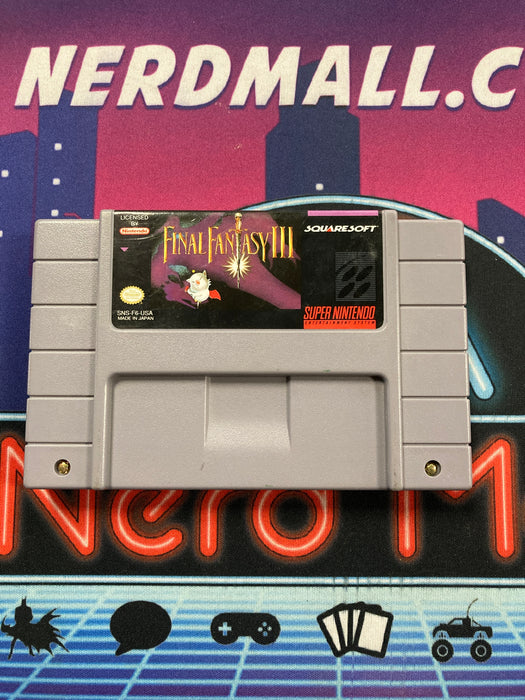 NERDMALL.C
LICENSED
BY
Nintendo
FINAL FANTASY III
SQUARESOFT
SNS-F6-USA
MADE IN JAPAN
SUPER NINTENDO
ENTERTAINMENT SYSTEM
Nerd M